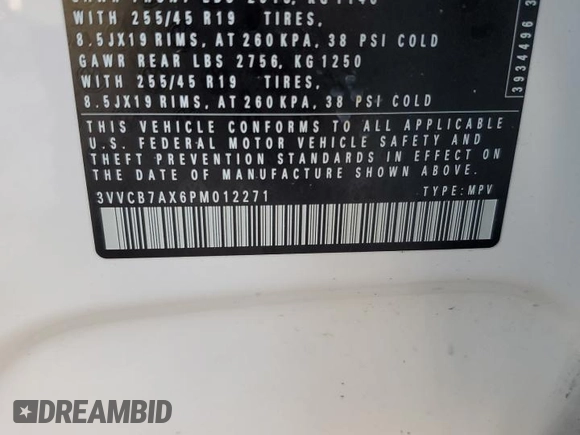 WITH 255/45 R19 TIRES,
8.5JX19 RIMS, AT 260 KPA, 38 PSI COLD
GAWR REAR LBS 2756, KG 1250
WITH 255/45 R19 TIRES,
8.5JX19 RIMS, AT 260 KPA, 38 PSI COLD
THIS VEHICLE CONFORMS TO ALL APPLICABLE
U.S. FEDERAL MOTOR VEHICLE SAFETY AND
THEFT PREVENTION STANDARDS IN EFFECT ON
THE DATE OF MANUFACTURE SHOWN ABOVE
3VVCB7AX6PM012271 TYPE:MPV
3934496
DREAMBID